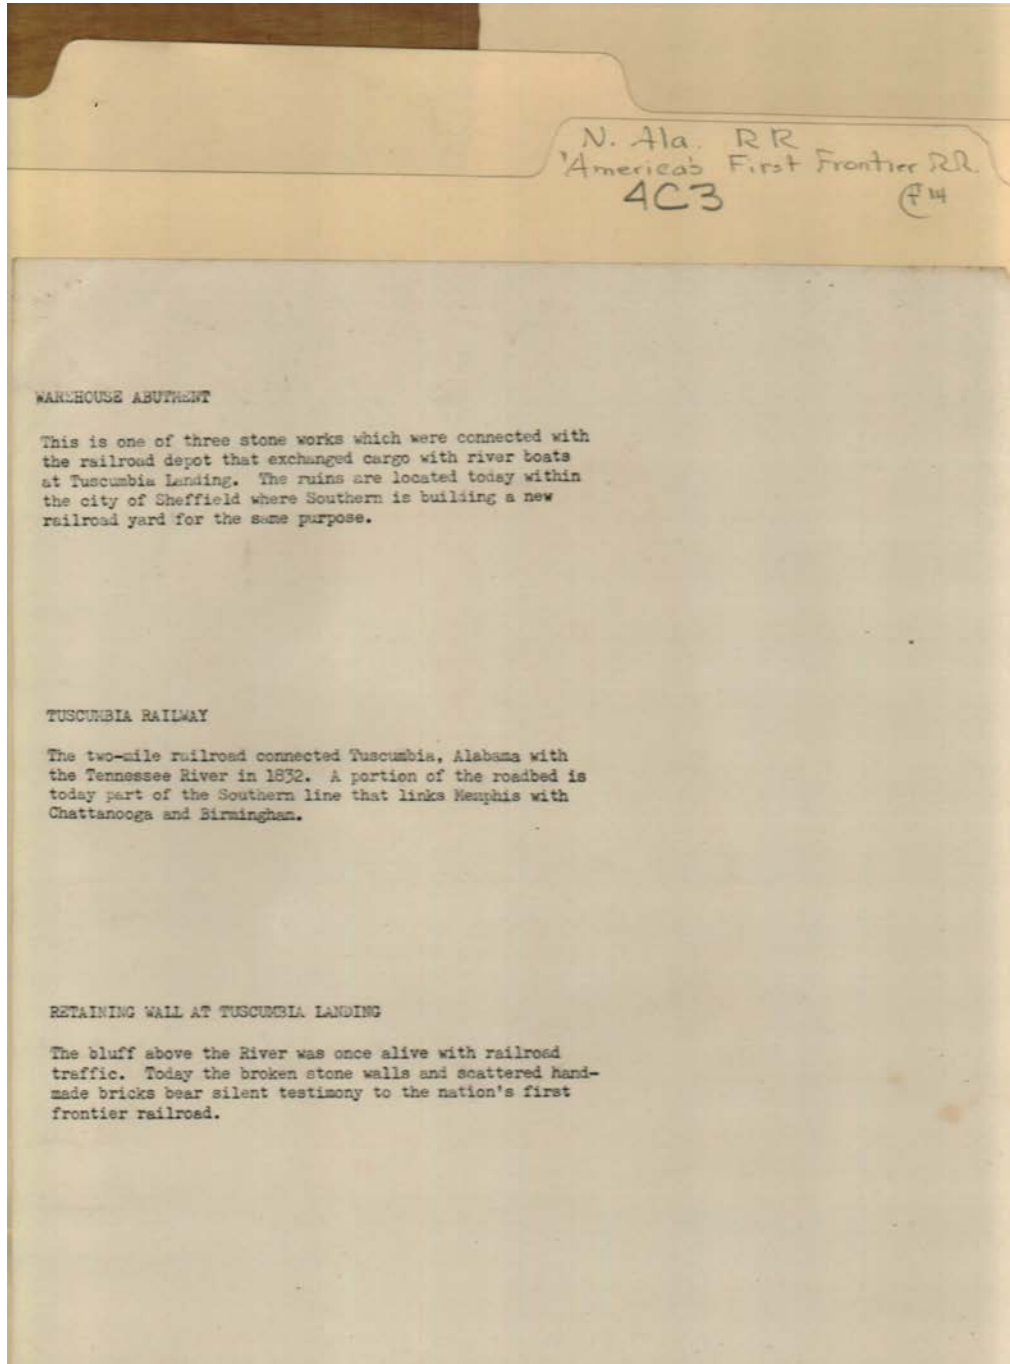 N. Ala. RR
'America's First Frontier RR.
4C3
f 14
WAREHOUSE ABUTMENT
This is one of three stone works which were connected with
the railroad depot that exchanged cargo with river boats
at Tuscumbia Landing. The ruins are located today within
the city of Sheffield where Southern is building a new
railroad yard for the same purpose.
TUSCUMBIA RAILWAY
The two-mile railroad connected Tuscumbia, Alabama with
the Tennessee River in 1832. A portion of the roadbed is
today part of the Southern line that links Memphis with
Chattanooga and Birmingham.
RETAINING WALL AT TUSCUMBIA LANDING
The bluff above the River was once alive with railroad
traffic. Today the broken stone walls and scattered hand-
made bricks bear silent testimony to the nation's first
frontier railroad.